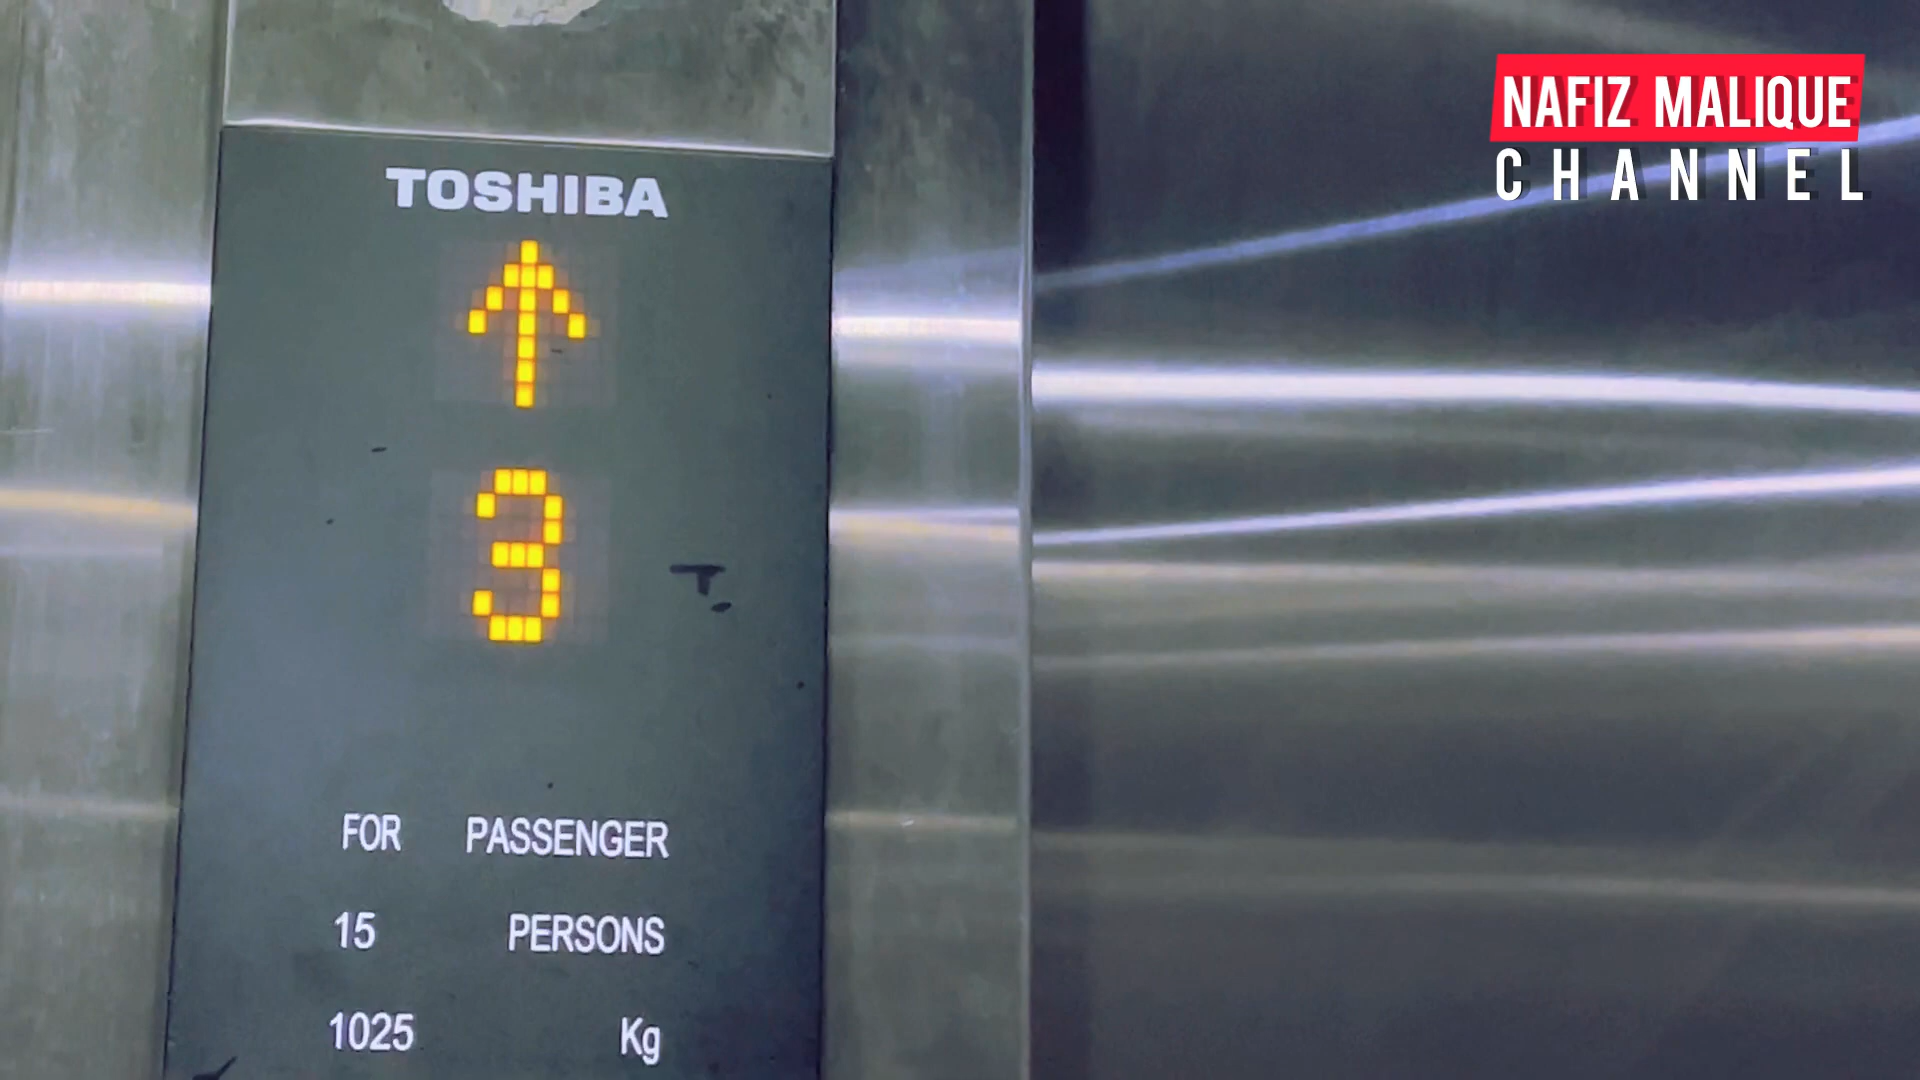 TOSHIBA
3
FOR PASSENGER
15 PERSONS
1025 Kg
NAFIZ MALIQUE
CHANNEL